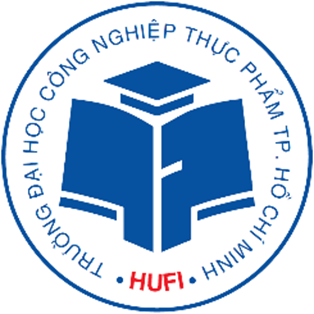 TRƯỜNG ĐẠI HỌC CÔNG NGHIỆP THỰC PHẨM TP. HỒ CHÍ MINH
• HUFI •